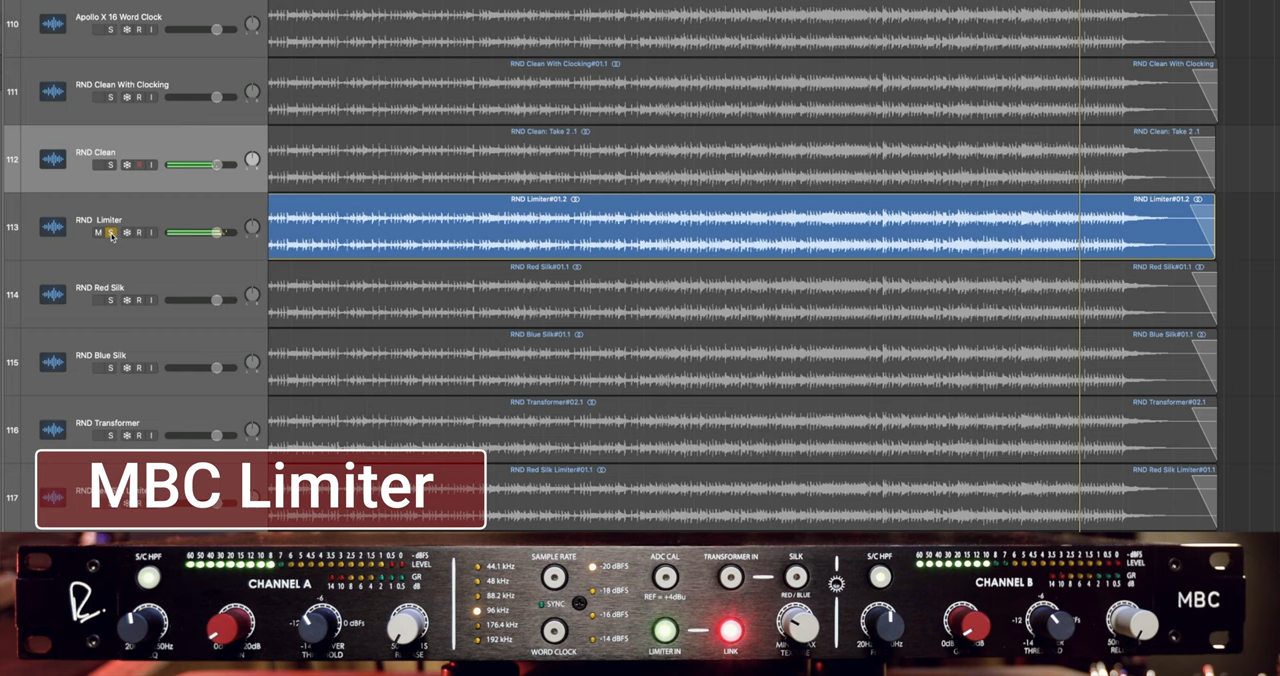 110
Apollo X 16 Word Clock
S R I
111
RND Clean With Clocking
S R I
RND Clean With Clocking#01.1
RND Clean With Clocking
112
RND Clean
S R I
RND Clean: Take 2 .1
RND Clean: Take 2 .1
113
RND Limiter
M S R I
RND Limiter#01.2
RND Limiter#01.2
114
RND Red Silk
S R I
RND Red Silk#01.1
RND Red Silk#01.1
115
RND Blue Silk
S R I
RND Blue Silk#01.1
RND Blue Silk#01.1
116
RND Transformer
S R I
RND Transformer#02.1
RND Transformer#02.1
117
RND Red Silk Limiter#01.1
RND Red Silk Limiter#01.1
MBC Limiter
S/C HPF
60 50 40 30 20 15 12 10 8 7 6 5 4.5 4 3.5 3 2.5 2 1.5 1 0.5 0 - dBFS
LEVEL
GR
14 10 8 6 4 2 1 0.5 dB
CHANNEL A
-6
-12
0 dBFS
-14
20dB
SAMPLE RATE
44.1 kHz
48 kHz
88.2 kHz
96 kHz
176.4 kHz
192 kHz
SYNC
WORD CLOCK
-20 dBFS
-18 dBFS
-16 dBFS
-14 dBFS
ADC CAL
REF = +4dBu
LIMITER IN
TRANSFORMER IN
LINK
SILK
RED / BLUE
S/C HPF
60 50 40 30 20 15 12 10 8 7 6 5 4.5 4 3.5 3 2.5 2 1.5 1 0.5 0 - dBFS
LEVEL
GR
14 10 8 6 4 2 1 0.5 dB
CHANNEL B
-6
-12
-14
20dB
MBC